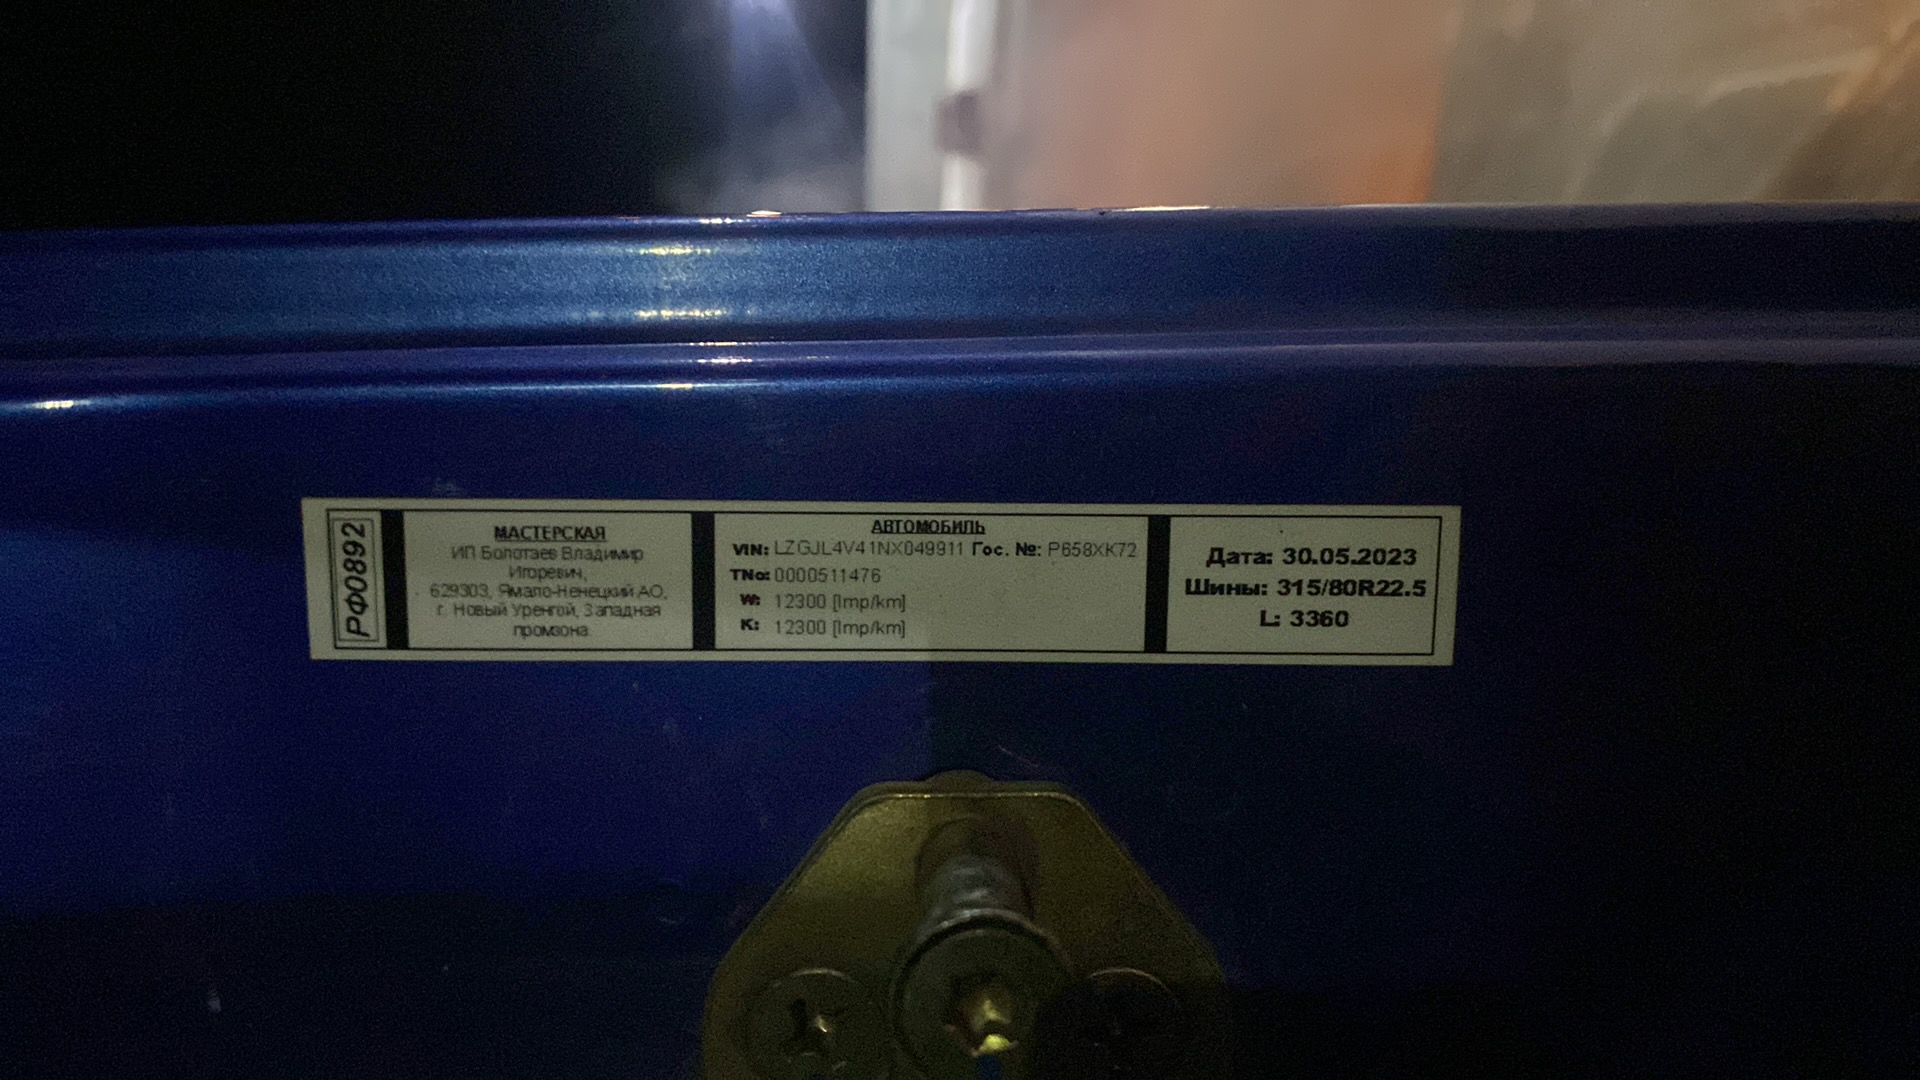 РФ0892
МАСТЕРСКАЯ
ИП Болотаев Владимир
Игоревич,
629303, Ямало-Ненецкий АО,
г. Новый Уренгой, Западная
промзона
АВТОМОБИЛЬ
VIN: LZGJL4V41NX049911 Гос. №: Р658ХК72
TNo: 0000511476
W: 12300 [Imp/km]
K: 12300 [Imp/km]
Дата: 30.05.2023
Шины: 315/80R22.5
L: 3360